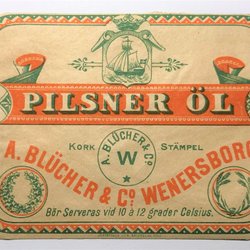 PILSNER ÖL
KORK STÄMPEL
A. BLÜCHER & Cº
W
A. BLÜCHER & Cº WENERSBORG
Bör Serveras vid 10 à 12 grader Celsius.